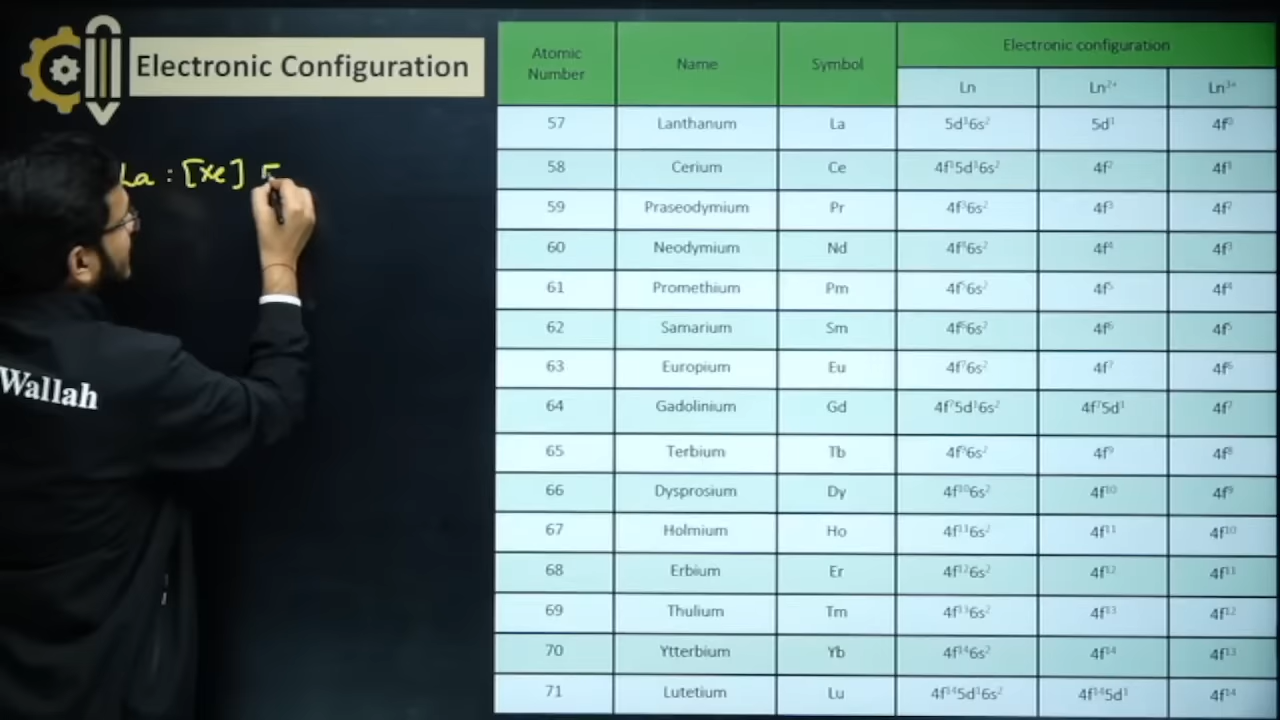 Electronic Configuration
La : [Xe] 5
Wallah
Atomic Number Name Symbol Electronic configuration
Ln Ln²⁺ Ln³⁺
57 Lanthanum La 5d¹6s² 5d¹ 4f⁰
58 Cerium Ce 4f¹5d¹6s² 4f² 4f¹
59 Praseodymium Pr 4f³6s² 4f³ 4f²
60 Neodymium Nd 4f⁴6s² 4f⁴ 4f³
61 Promethium Pm 4f⁵6s² 4f⁵ 4f⁴
62 Samarium Sm 4f⁶6s² 4f⁶ 4f⁵
63 Europium Eu 4f⁷6s² 4f⁷ 4f⁶
64 Gadolinium Gd 4f⁷5d¹6s² 4f⁷5d¹ 4f⁷
65 Terbium Tb 4f⁹6s² 4f⁹ 4f⁸
66 Dysprosium Dy 4f¹⁰6s² 4f¹⁰ 4f⁹
67 Holmium Ho 4f¹¹6s² 4f¹¹ 4f¹⁰
68 Erbium Er 4f¹²6s² 4f¹² 4f¹¹
69 Thulium Tm 4f¹³6s² 4f¹³ 4f¹²
70 Ytterbium Yb 4f¹⁴6s² 4f¹⁴ 4f¹³
71 Lutetium Lu 4f¹⁴5d¹6s² 4f¹⁴5d¹ 4f¹⁴